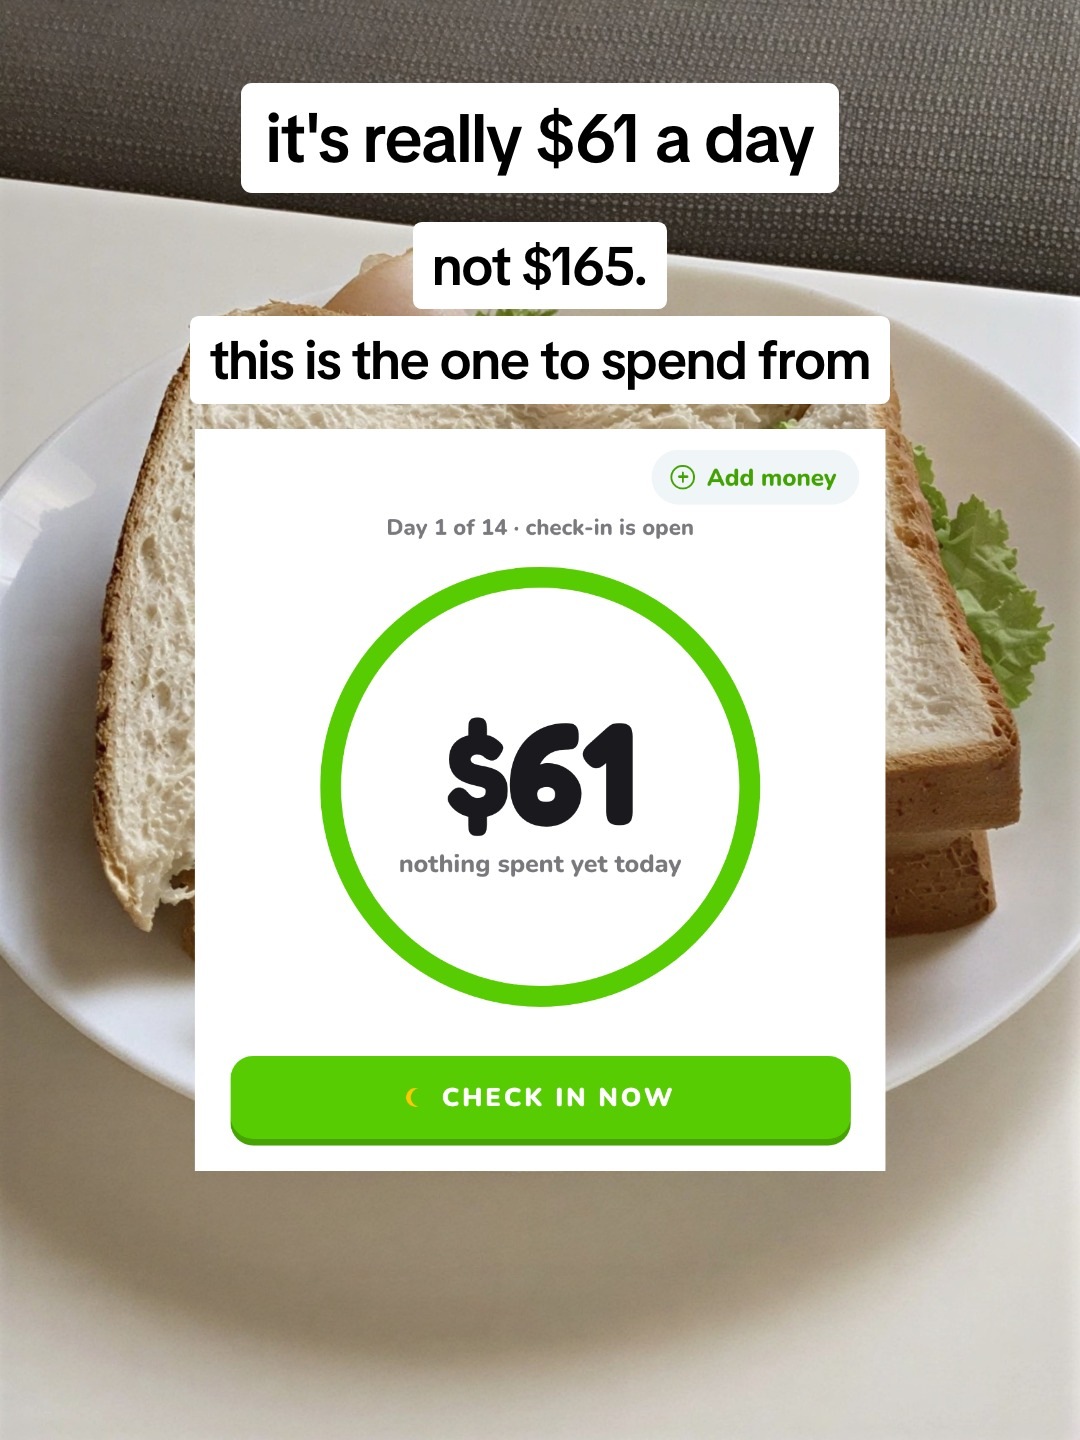 it's really $61 a day
not $165.
this is the one to spend from
Add money
Day 1 of 14 · check-in is open
$61
nothing spent yet today
CHECK IN NOW